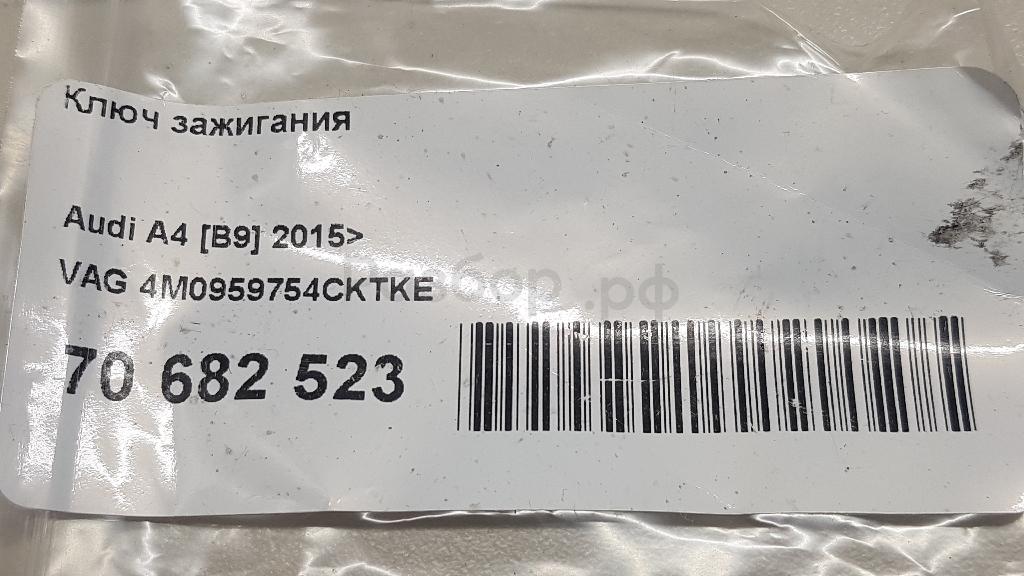 Ключ зажигания
Audi A4 [B9] 2015>
VAG 4M0959754CKTKE
70 682 523